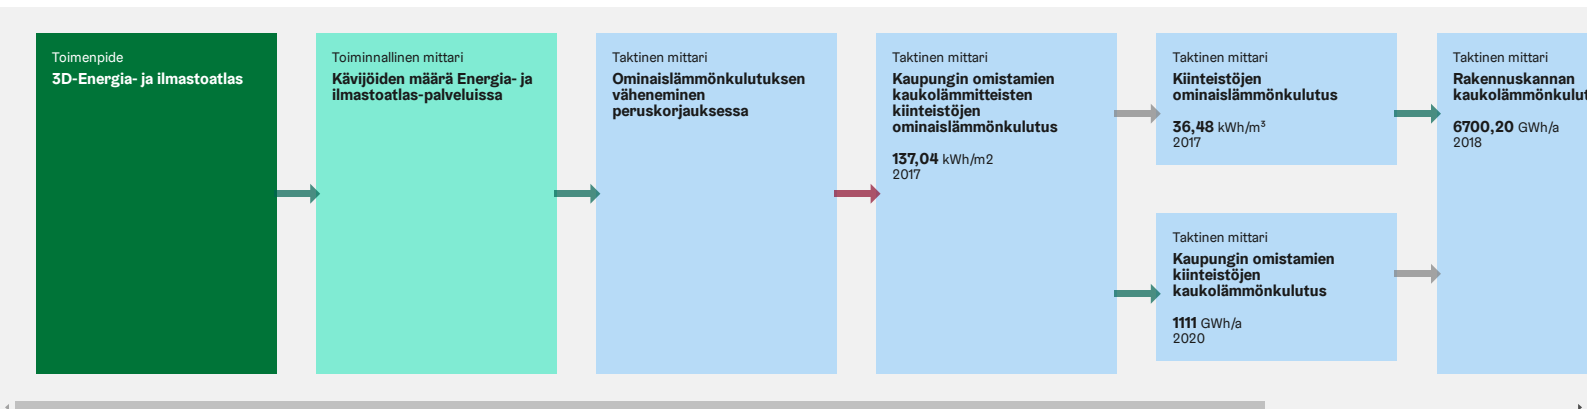 Toimenpide
3D-Energia- ja ilmastoatlas
Toiminnallinen mittari
Kävijöiden määrä Energia- ja
ilmastoatlas-palveluissa
Taktinen mittari
Ominaislämmönkulutuksen
väheneminen
peruskorjauksessa
Taktinen mittari
Kaupungin omistamien
kaukolämmitteisten
kiinteistöjen
ominaislämmönkulutus
137,04 kWh/m2
2017
Taktinen mittari
Kiinteistöjen
ominaislämmönkulutus
36,48 kWh/m³
2017
Taktinen mittari
Kaupungin omistamien
kiinteistöjen
kaukolämmönkulutus
1111 GWh/a
2020
Taktinen mittari
Rakennuskannan
kaukolämmönkulut
6700,20 GWh/a
2018